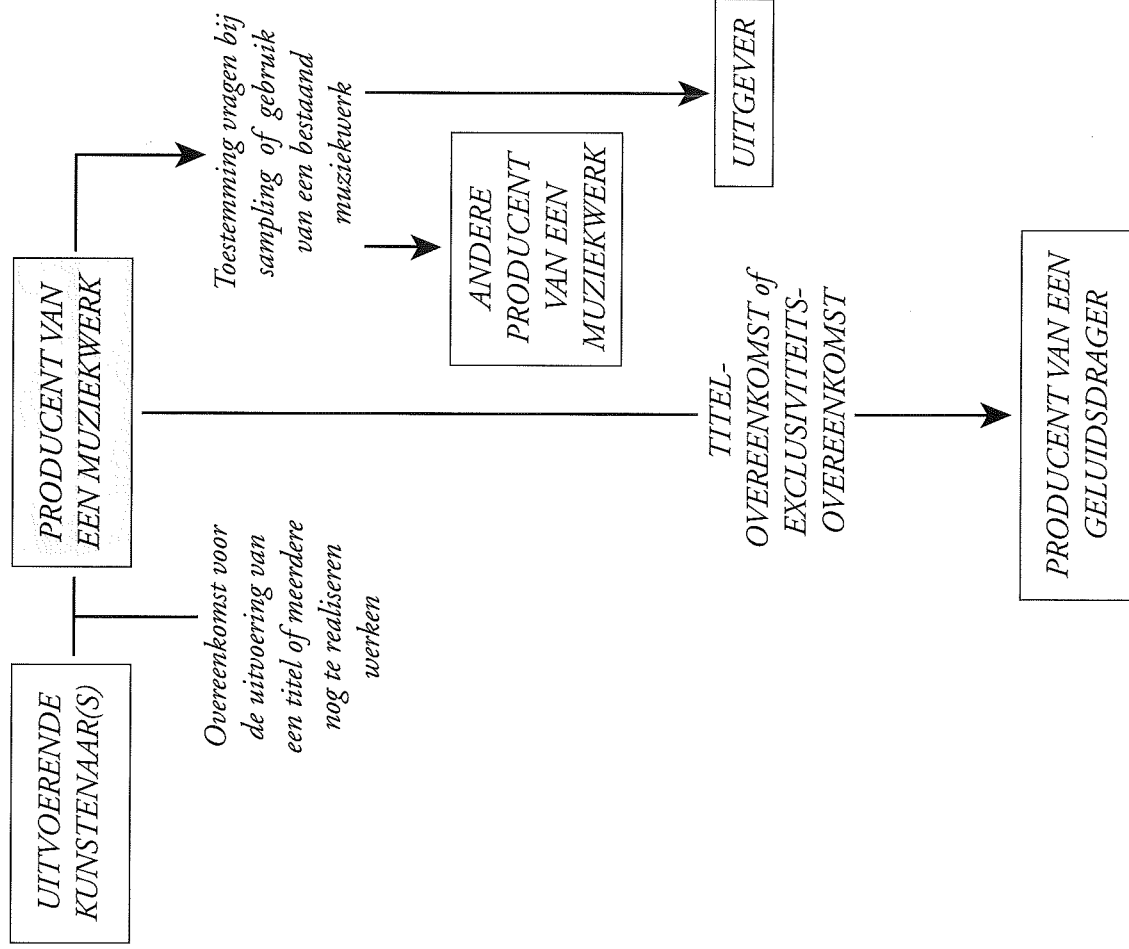 UITVOERENDE
KUNSTENAAR(S)
PRODUCENT VAN
EEN MUZIEKWERK
Overeenkomst voor
de uitvoering van
een titel of meerdere
nog te realiseren
werken
Toestemming vragen bij
sampling of gebruik
van een bestaand
muziekwerk
ANDERE
PRODUCENT
VAN EEN
MUZIEKWERK
UITGEVER
TITEL-
OVEREENKOMST of
EXCLUSIVITEITS-
OVEREENKOMST
PRODUCENT VAN EEN
GELUIDSDRAGER